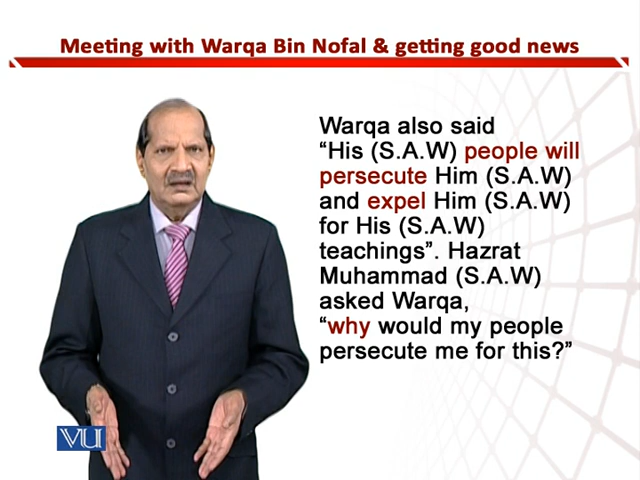 Meeting with Warqa Bin Nofal & getting good news
Warqa also said
“His (S.A.W) people will
persecute Him (S.A.W)
and expel Him (S.A.W)
for His (S.A.W)
teachings”. Hazrat
Muhammad (S.A.W)
asked Warqa,
“why would my people
persecute me for this?”
VU